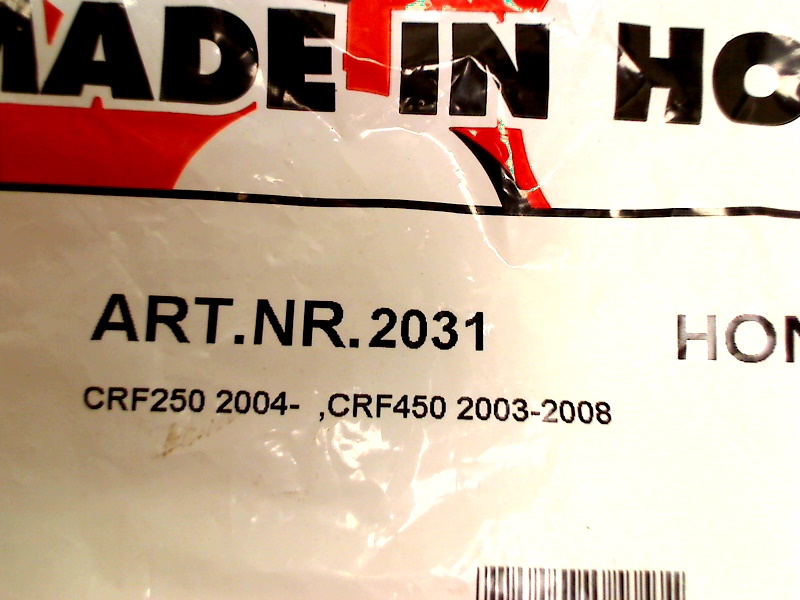 MADE IN HO
ART.NR.2031
HON
CRF250 2004- ,CRF450 2003-2008